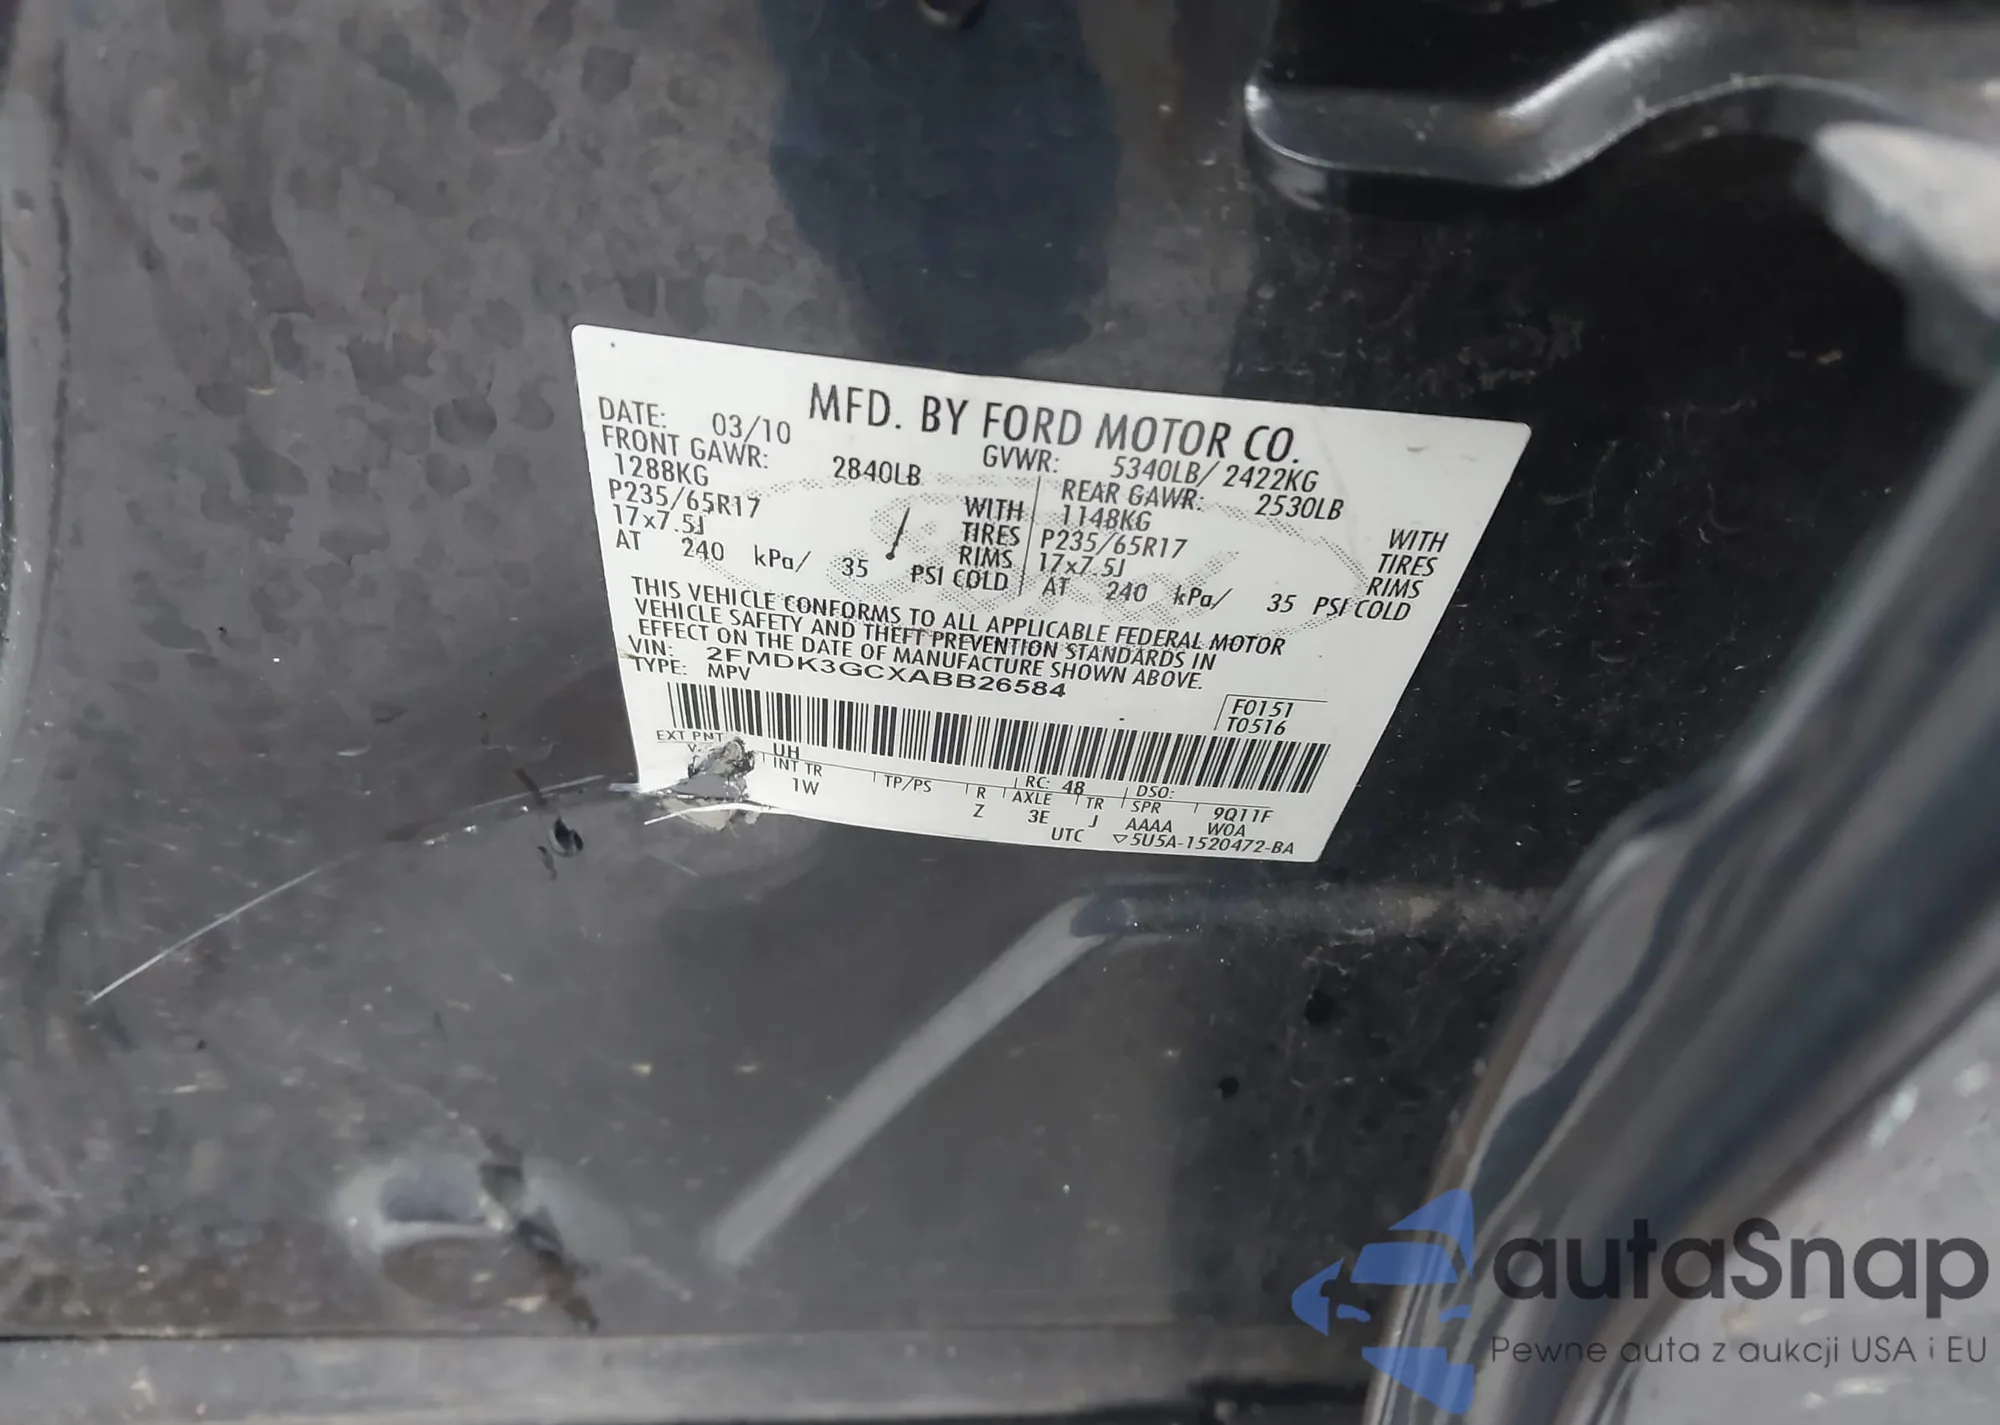 MFD. BY FORD MOTOR CO.
DATE: 03/10 GVWR: 5340LB/ 2422KG
FRONT GAWR: 2840LB REAR GAWR: 2530LB
1288KG WITH 1148KG WITH
P235/65R17 TIRES P235/65R17 TIRES
17x7.5J RIMS 17x7.5J RIMS
AT 240 kPa/ 35 PSI COLD AT 240 kPa/ 35 PSI COLD
THIS VEHICLE CONFORMS TO ALL APPLICABLE FEDERAL MOTOR
VEHICLE SAFETY AND THEFT PREVENTION STANDARDS IN
EFFECT ON THE DATE OF MANUFACTURE SHOWN ABOVE.
VIN: 2FMDK3GCXABB26584
TYPE: MPV
F0151
T0516
EXT PNT UH RC: 48 DSO:
INT TR TP/PS R AXLE TR SPR 9Q11F
1W Z 3E J AAAA WOA
UTC ▽5U5A-1520472-BA
autaSnap
Pewne auta z aukcji USA i EU